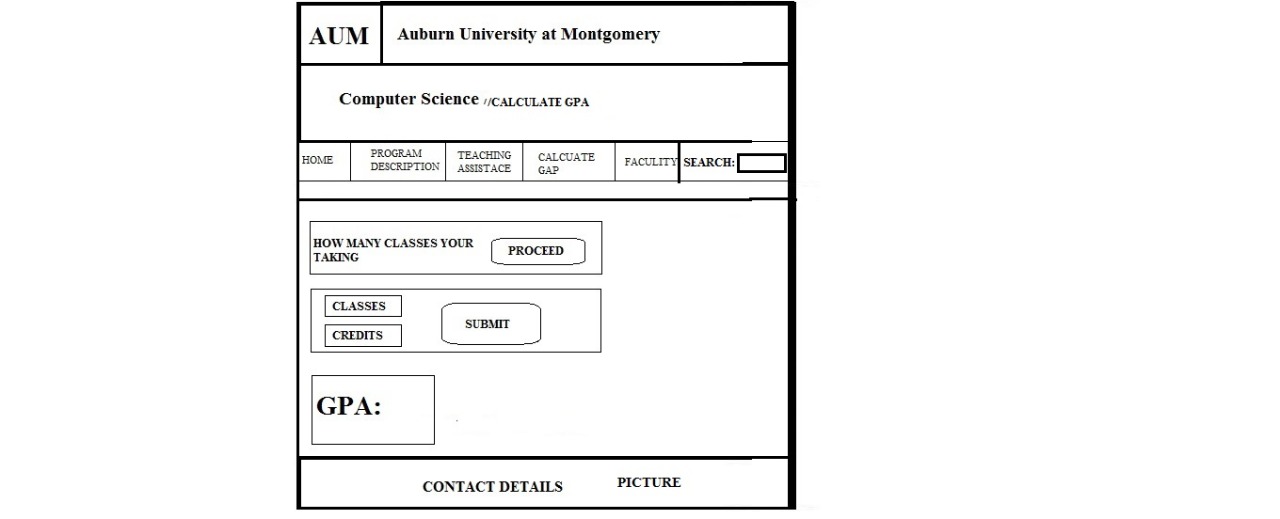 AUM
Auburn University at Montgomery
Computer Science //CALCULATE GPA
HOME
PROGRAM
DESCRIPTION
TEACHING
ASSISTACE
CALCUATE
GAP
FACULITY
SEARCH:
HOW MANY CLASSES YOUR
TAKING
PROCEED
CLASSES
CREDITS
SUBMIT
GPA:
CONTACT DETAILS
PICTURE